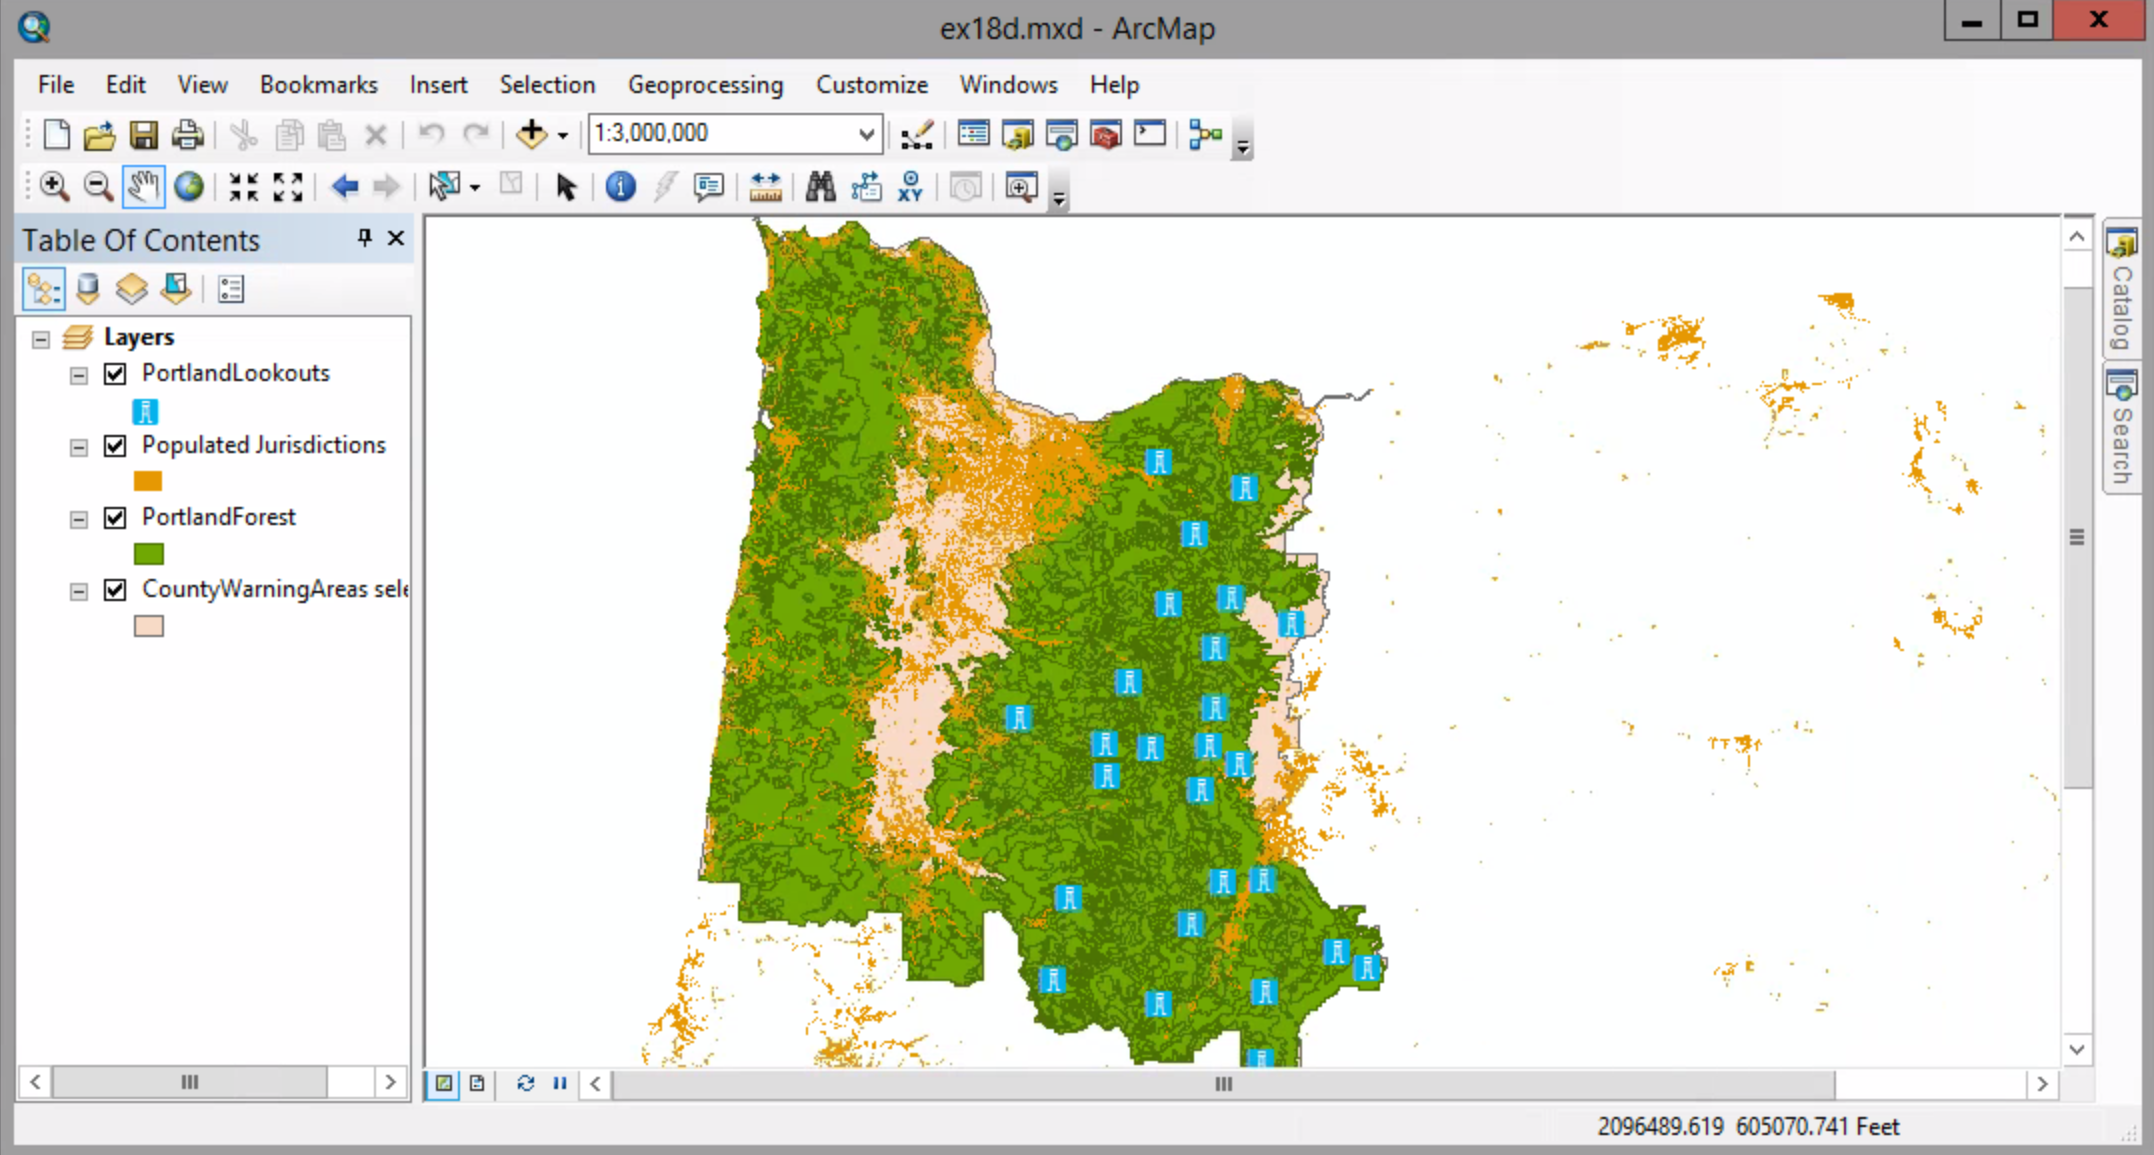 ex18d.mxd - ArcMap
File Edit View Bookmarks Insert Selection Geoprocessing Customize Windows Help
1:3,000,000
XY
Table Of Contents
Layers
PortlandLookouts
Populated Jurisdictions
PortlandForest
CountyWarningAreas sele
Catalog
Search
2096489.619 605070.741 Feet